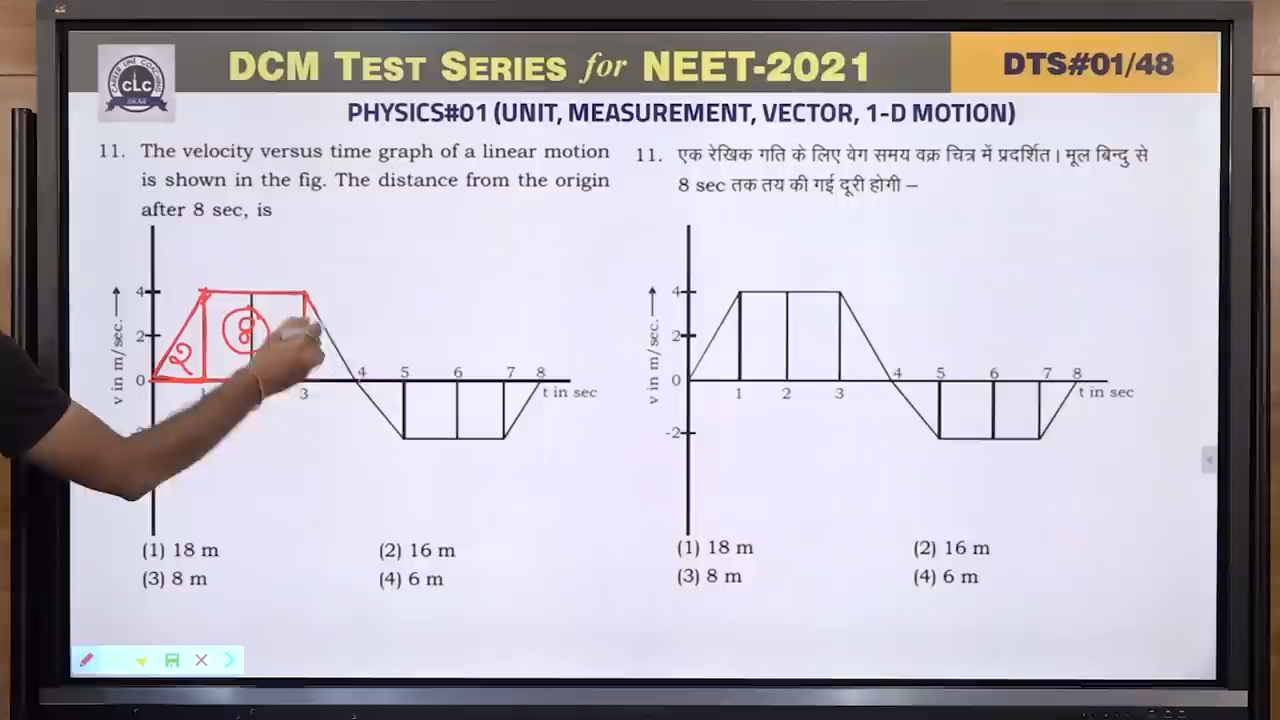 DCM TEST SERIES for NEET-2021
DTS#01/48
CLC
PHYSICS#01 (UNIT, MEASUREMENT, VECTOR, 1-D MOTION)
11. The velocity versus time graph of a linear motion
is shown in the fig. The distance from the origin
after 8 sec, is
4
2
0
v in m/sec.
2
8
3
4
5
6
7
8
t in sec
(1) 18 m
(2) 16 m
(3) 8 m
(4) 6 m
11. एक रेखिक गति के लिए वेग समय वक्र चित्र में प्रदर्शित। मूल बिन्दु से
8 sec तक तय की गई दूरी होगी –
4
2
0
-2
v in m/sec.
1
2
3
4
5
6
7
8
t in sec
(1) 18 m
(2) 16 m
(3) 8 m
(4) 6 m